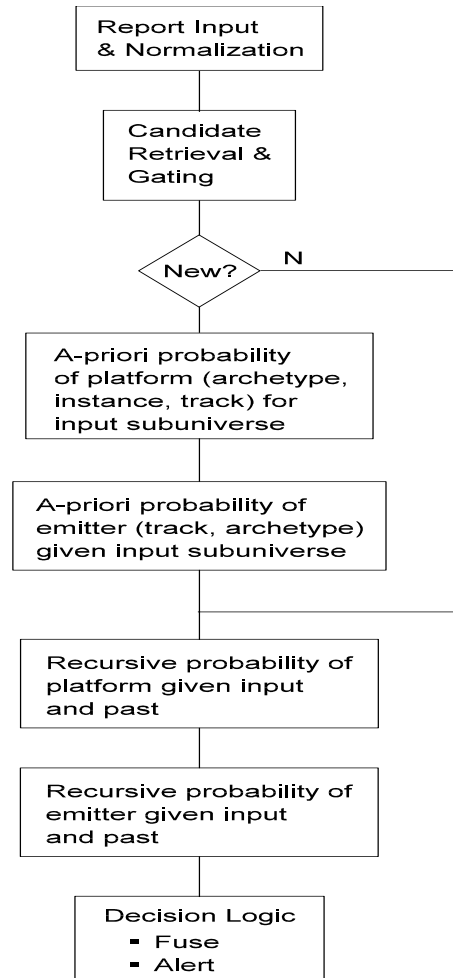 Report Input
& Normalization
Candidate
Retrieval &
Gating
New?
N
A-priori probability
of platform (archetype,
instance, track) for
input subuniverse
A-priori probability of
emitter (track, archetype)
given input subuniverse
Recursive probability of
platform given input
and past
Recursive probability of
emitter given input
and past
Decision Logic
▪ Fuse
▪ Alert